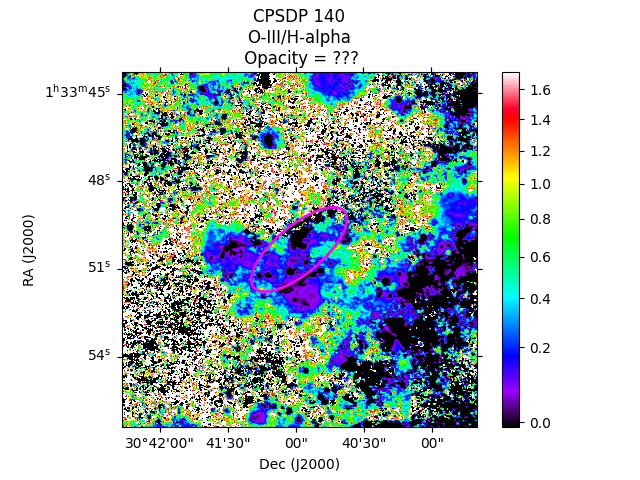 CPSDP 140
O-III/H-alpha
Opacity = ???
1h33m45s
48s
51s
54s
RA (J2000)
30°42'00" 41'30" 00" 40'30" 00"
Dec (J2000)
1.6
1.4
1.2
1.0
0.8
0.6
0.4
0.2
0.0